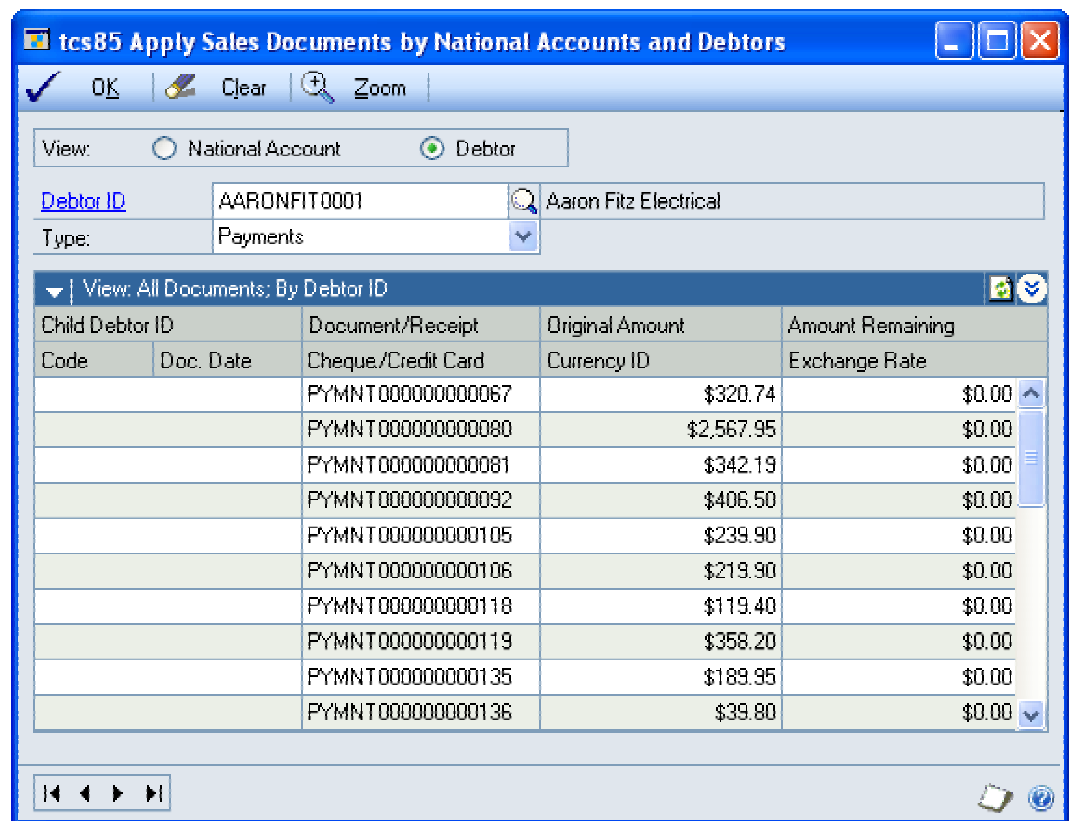 tcs85 Apply Sales Documents by National Accounts and Debtors
OK Clear Zoom
View: National Account Debtor
Debtor ID AARONFIT0001 Aaron Fitz Electrical
Type: Payments
View: All Documents; By Debtor ID
Child Debtor ID Document/Receipt Original Amount Amount Remaining
Code Doc. Date Cheque/Credit Card Currency ID Exchange Rate
PYMNT000000000067 $320.74 $0.00
PYMNT000000000080 $2,567.95 $0.00
PYMNT000000000081 $342.19 $0.00
PYMNT000000000092 $406.50 $0.00
PYMNT000000000105 $239.90 $0.00
PYMNT000000000106 $219.90 $0.00
PYMNT000000000118 $119.40 $0.00
PYMNT000000000119 $358.20 $0.00
PYMNT000000000135 $189.95 $0.00
PYMNT000000000136 $39.80 $0.00